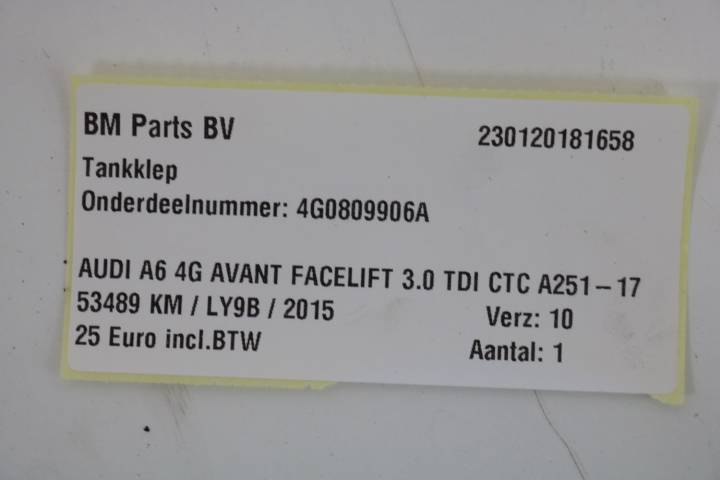 BM Parts BV 230120181658
Tankklep
Onderdeelnummer: 4G0809906A
AUDI A6 4G AVANT FACELIFT 3.0 TDI CTC A251-17
53489 KM / LY9B / 2015 Verz: 10
25 Euro incl.BTW Aantal: 1